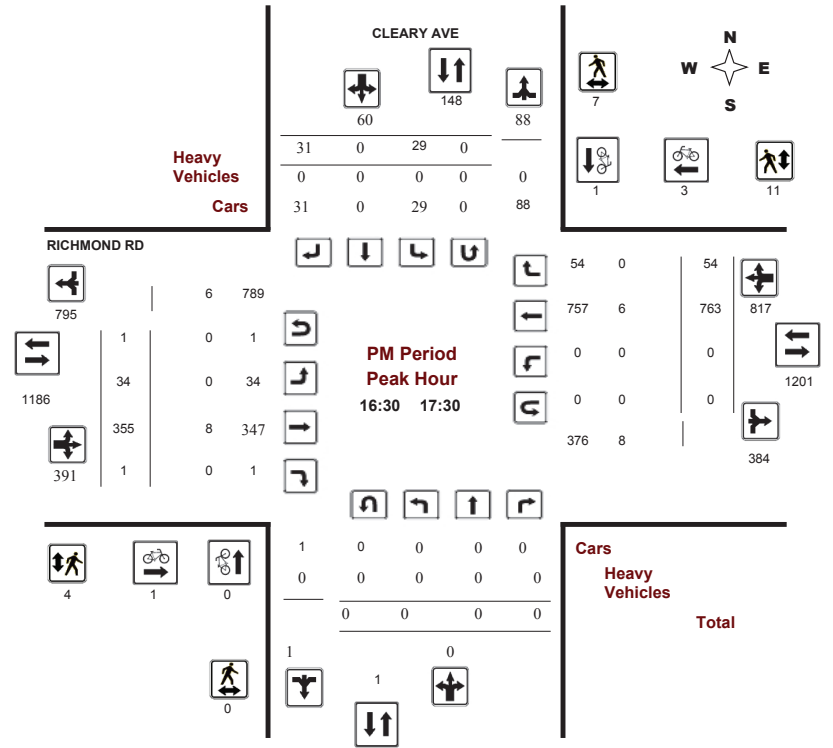 CLEARY AVE
N
W E
S
148
7
60 88
31 0 29 0
Heavy
Vehicles
0 0 0 0 0
1 3 11
Cars
31 0 29 0 88
RICHMOND RD
54 0 54
795 6 789
757 6 763 817
1 0 1
PM Period
0 0 0
34 0 34
Peak Hour
1186 1201
16:30 17:30
0 0 0
355 8 347
376 8 384
391 1 0 1
1 0 0 0 0
Cars
0 0 0 0 0
Heavy
Vehicles
4 1 0
0 0 0 0
Total
1 0
1
0